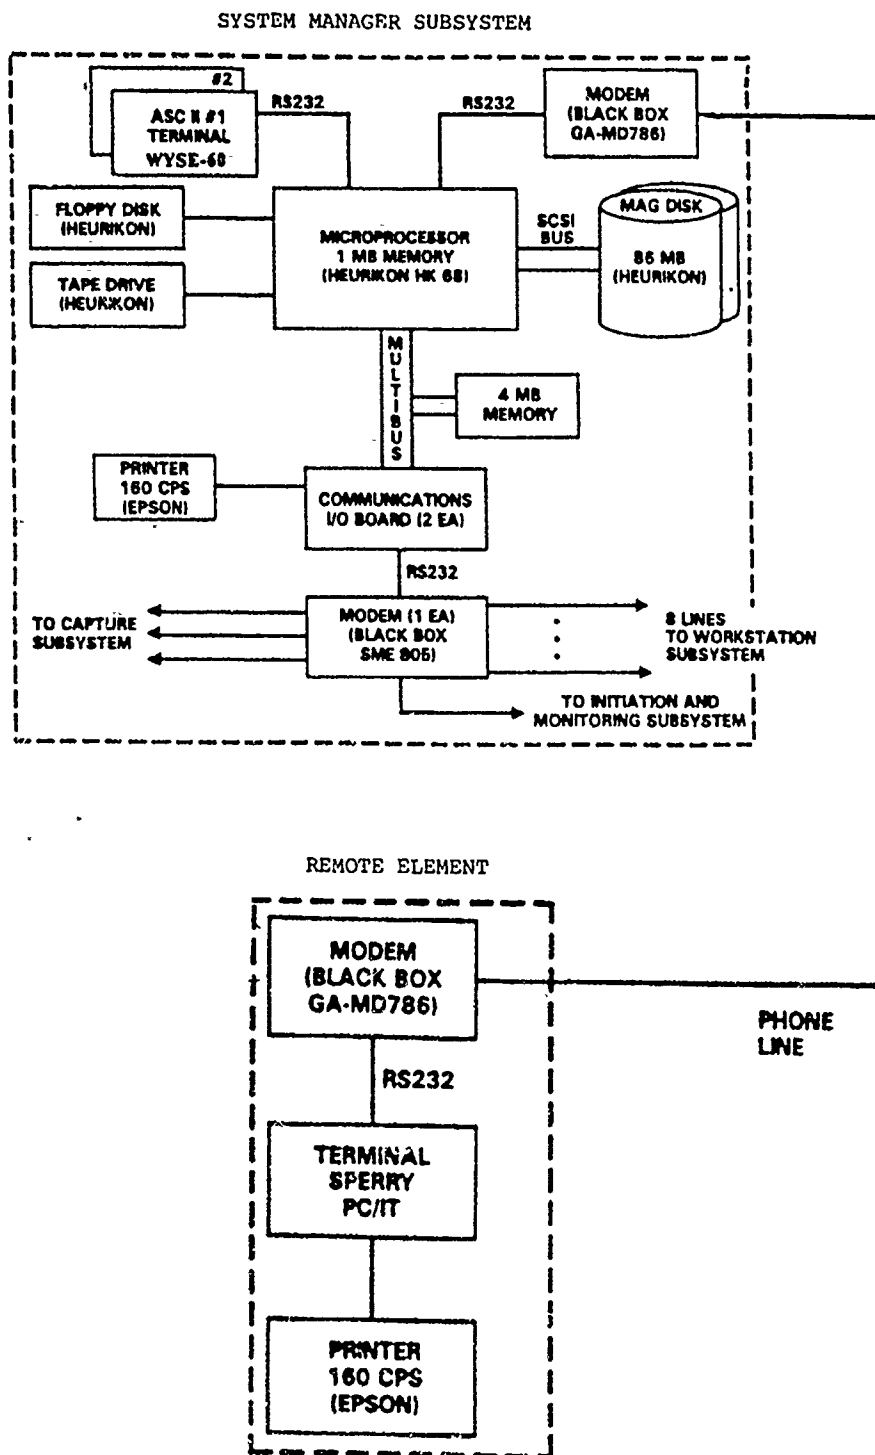 SYSTEM MANAGER SUBSYSTEM
#2
ASC II #1
TERMINAL
WYSE-60
RS232
RS232
MODEM
(BLACK BOX
GA-MD786)
FLOPPY DISK
(HEURIKON)
TAPE DRIVE
(HEURIKON)
MICROPROCESSOR
1 MB MEMORY
(HEURIKON HK 68)
SCSI
BUS
MAG DISK
86 MB
(HEURIKON)
MULTIBUS
4 MB
MEMORY
PRINTER
160 CPS
(EPSON)
COMMUNICATIONS
I/O BOARD (2 EA)
RS232
TO CAPTURE
SUBSYSTEM
MODEM (1 EA)
(BLACK BOX
SME 805)
8 LINES
TO WORKSTATION
SUBSYSTEM
TO INITIATION AND
MONITORING SUBSYSTEM
REMOTE ELEMENT
MODEM
(BLACK BOX
GA-MD786)
PHONE
LINE
RS232
TERMINAL
SPERRY
PC/IT
PRINTER
160 CPS
(EPSON)